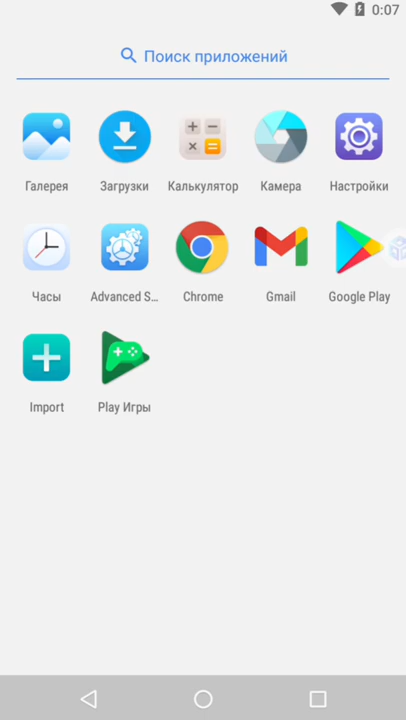 0:07
Поиск приложений
Галерея Загрузки Калькулятор Камера Настройки
Часы Advanced S... Chrome Gmail Google Play
Import Play Игры